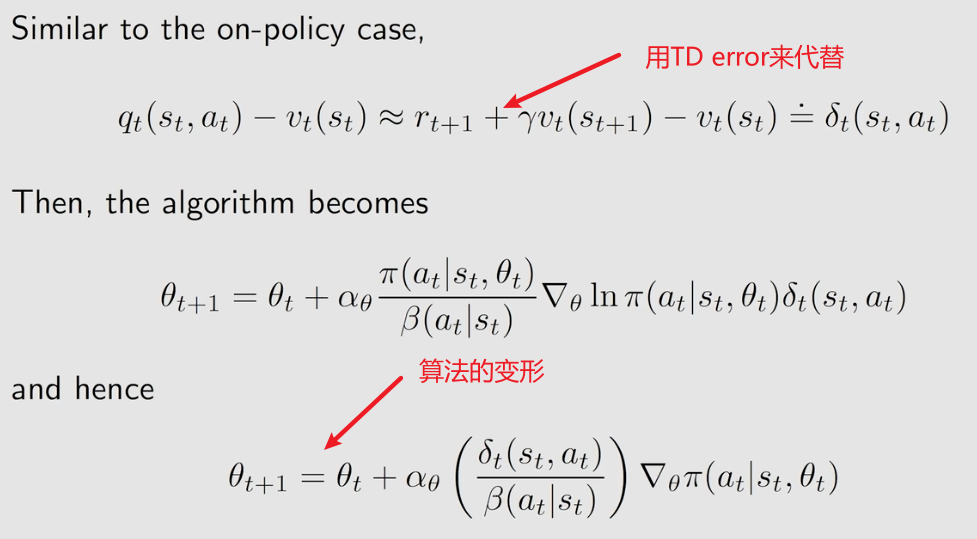 Similar to the on-policy case,
用TD error来代替
$q_t(s_t, a_t) - v_t(s_t) \approx r_{t+1} + \gamma v_t(s_{t+1}) - v_t(s_t) \doteq \delta_t(s_t, a_t)$
Then, the algorithm becomes
$\theta_{t+1} = \theta_t + \alpha_\theta \frac{\pi(a_t|s_t, \theta_t)}{\beta(a_t|s_t)} \nabla_\theta \ln \pi(a_t|s_t, \theta_t) \delta_t(s_t, a_t)$
算法的变形
and hence
$\theta_{t+1} = \theta_t + \alpha_\theta \left( \frac{\delta_t(s_t, a_t)}{\beta(a_t|s_t)} \right) \nabla_\theta \pi(a_t|s_t, \theta_t)$